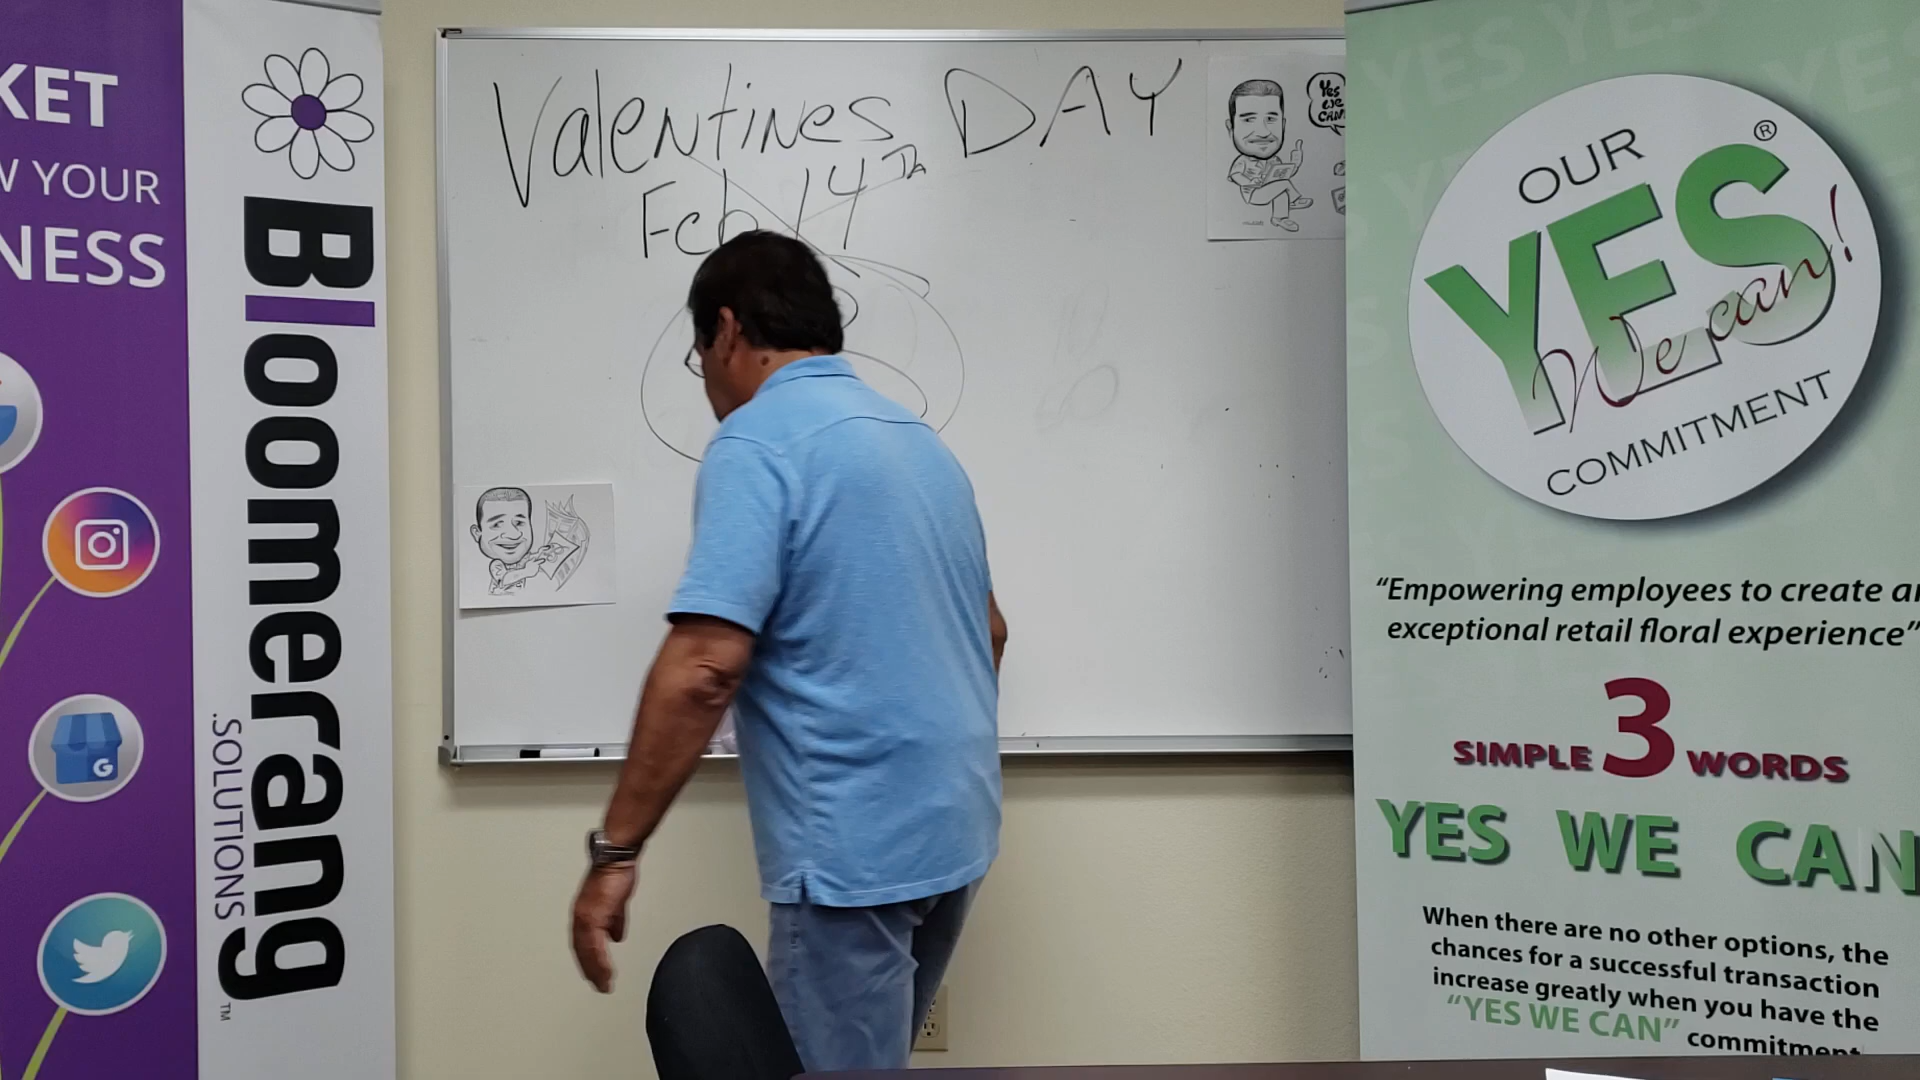 KET
W YOUR
NESS
Bloomerang
.SOLUTIONS
TM
Valentines DAY
Feb 14Th
Yes
we
CAN
OUR
YES
®
We can!
COMMITMENT
“Empowering employees to create an
exceptional retail floral experience”
SIMPLE 3 WORDS
YES WE CAN
When there are no other options, the
chances for a successful transaction
increase greatly when you have the
“YES WE CAN” commitment
G